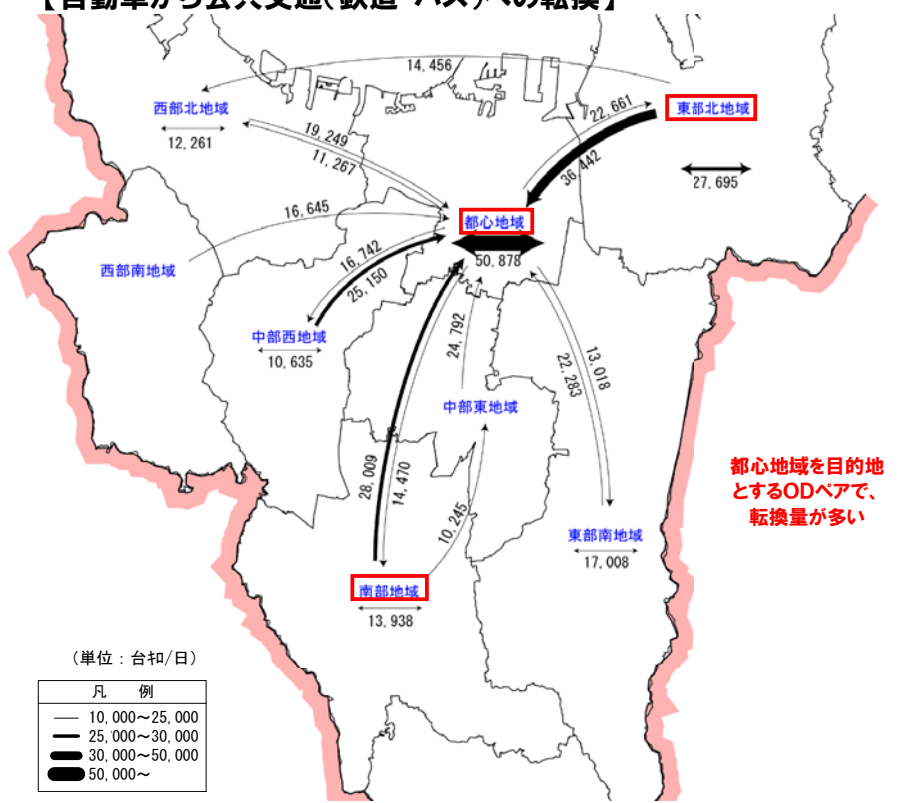 【自動車から公共交通(鉄道・バス)への転換】
14,456
西部北地域
12,261
19,249
11,267
22,661
36,442
東部北地域
27,695
16,645
都心地域
50,878
西部南地域
16,742
25,150
中部西地域
10,635
24,792
13,018
22,283
中部東地域
28,009
14,470
10,245
都心地域を目的地
とするODペアで、
転換量が多い
東部南地域
17,008
南部地域
13,938
(単位:台キロ/日)
凡 例
10,000~25,000
25,000~30,000
30,000~50,000
50,000~